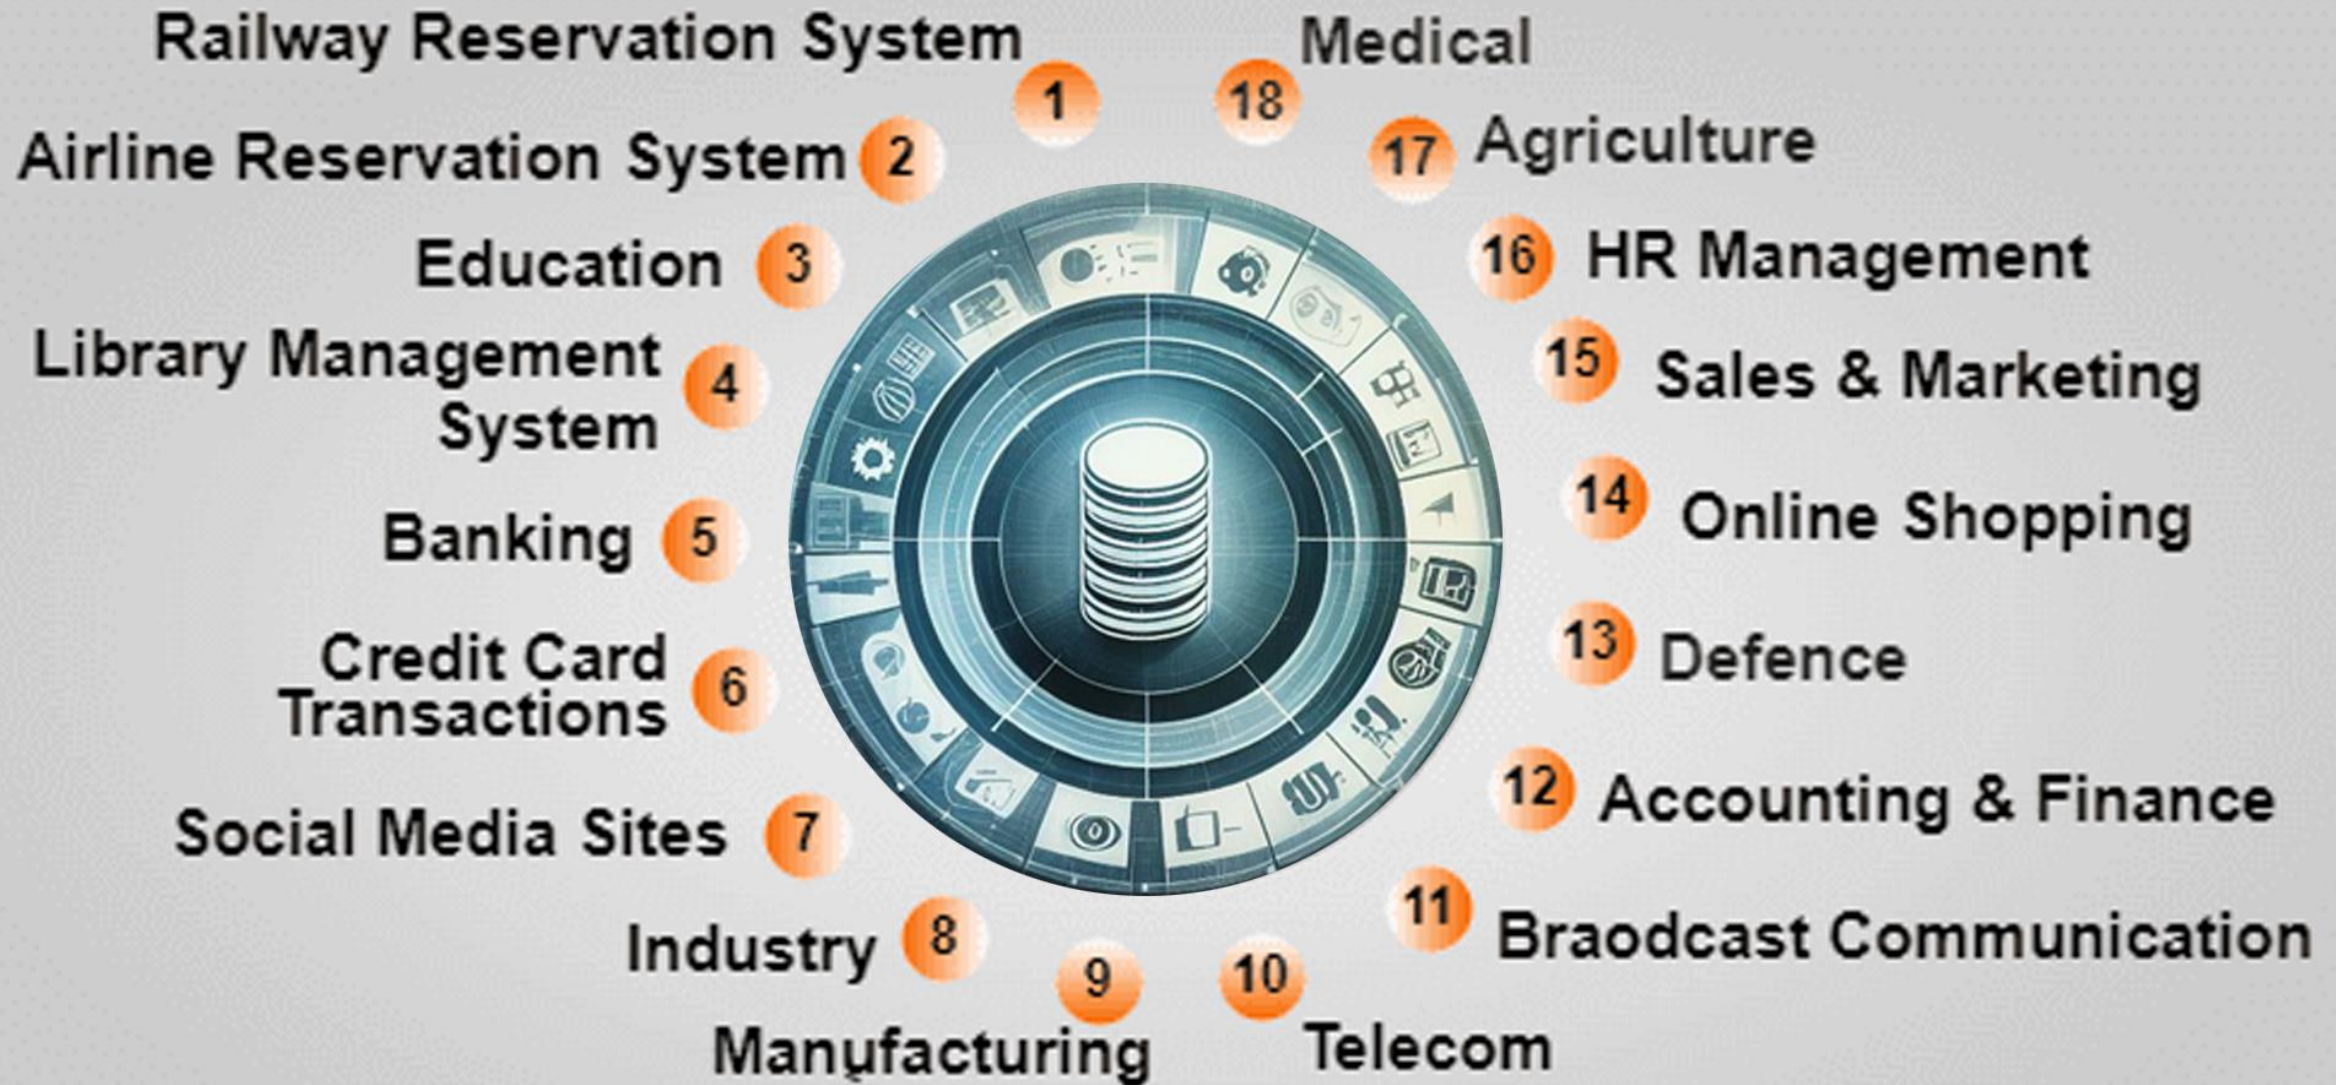 Railway Reservation System
1
Airline Reservation System
2
Education
3
Library Management
System
4
Banking
5
Credit Card
Transactions
6
Social Media Sites
7
Industry
8
9
Manufacturing
10
Telecom
11
Braodcast Communication
12
Accounting & Finance
13
Defence
14
Online Shopping
15
Sales & Marketing
16
HR Management
17
Agriculture
18
Medical